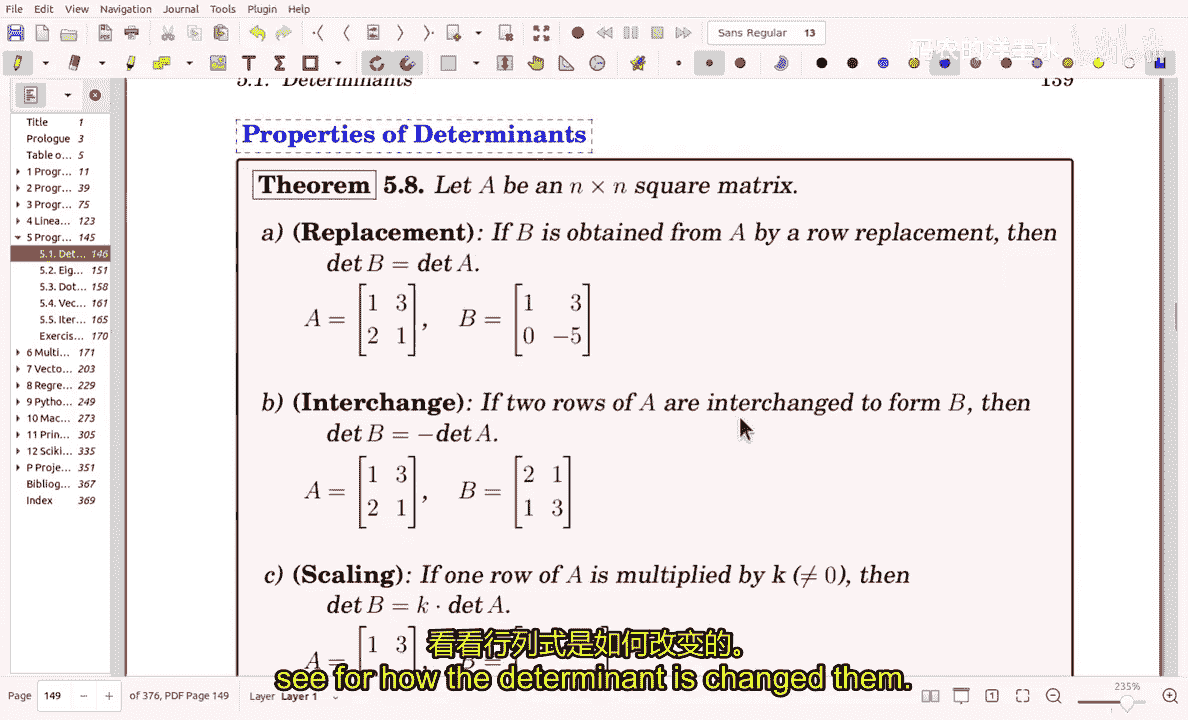 File Edit View Navigation Journal Tools Plugin Help
Sans Regular 13
5.1. Determinants 139
Title 1
Prologue 3
Table o... 5
1 Progr... 11
2 Progr... 39
3 Progr... 75
4 Linea... 123
5 Progr... 145
5.1. Det... 146
5.2. Eig... 151
5.3. Dot... 158
5.4. Vec... 161
5.5. Iter... 165
Exercis... 170
6 Multi... 171
7 Vecto... 203
8 Regre... 229
9 Pytho... 249
10 Mac... 273
11 Prin... 305
12 Sciki... 335
P Proje... 351
Bibliog... 367
Index 369
Properties of Determinants
Theorem 5.8. Let A be an n × n square matrix.
a) (Replacement): If B is obtained from A by a row replacement, then
det B = det A.
A = [1 3; 2 1], B = [1 3; 0 −5]
b) (Interchange): If two rows of A are interchanged to form B, then
det B = −det A.
A = [1 3; 2 1], B = [2 1; 1 3]
c) (Scaling): If one row of A is multiplied by k (≠ 0), then
det B = k · det A.
A = [1 3 B =
看看行列式是如何改变的。
see for how the determinant is changed them.
Page 149 of 376, PDF Page 149 Layer Layer 1 235%